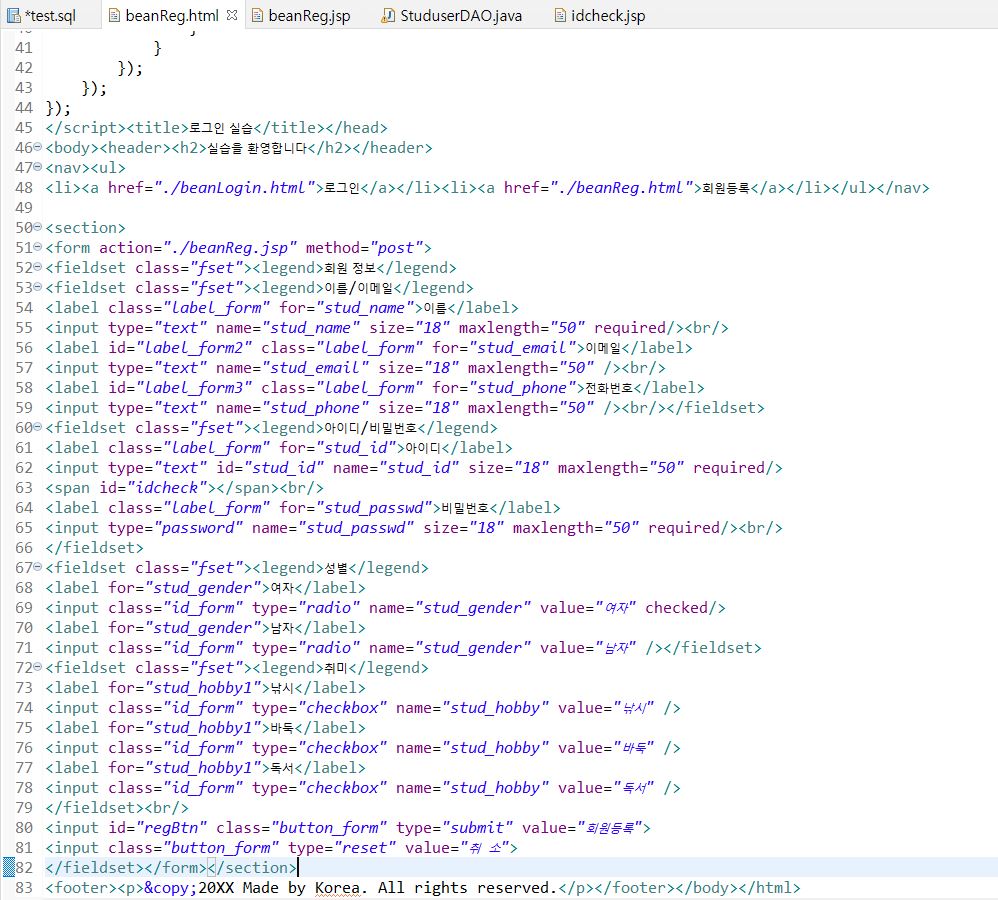 *test.sql beanReg.html beanReg.jsp StuduserDAO.java idcheck.jsp
41 }
42 });
43 });
44 });
45 </script><title>로그인 실습</title></head>
46 <body><header><h2>실습을 환영합니다</h2></header>
47 <nav><ul>
48 <li><a href="./beanLogin.html">로그인</a></li><li><a href="./beanReg.html">회원등록</a></li></ul></nav>
49
50 <section>
51 <form action="./beanReg.jsp" method="post">
52 <fieldset class="fset"><legend>회원 정보</legend>
53 <fieldset class="fset"><legend>이름/이메일</legend>
54 <label class="label_form" for="stud_name">이름</label>
55 <input type="text" name="stud_name" size="18" maxlength="50" required/><br/>
56 <label id="label_form2" class="label_form" for="stud_email">이메일</label>
57 <input type="text" name="stud_email" size="18" maxlength="50" /><br/>
58 <label id="label_form3" class="label_form" for="stud_phone">전화번호</label>
59 <input type="text" name="stud_phone" size="18" maxlength="50" /><br/></fieldset>
60 <fieldset class="fset"><legend>아이디/비밀번호</legend>
61 <label class="label_form" for="stud_id">아이디</label>
62 <input type="text" id="stud_id" name="stud_id" size="18" maxlength="50" required/>
63 <span id="idcheck"></span><br/>
64 <label class="label_form" for="stud_passwd">비밀번호</label>
65 <input type="password" name="stud_passwd" size="18" maxlength="50" required/><br/>
66 </fieldset>
67 <fieldset class="fset"><legend>성별</legend>
68 <label for="stud_gender">여자</label>
69 <input class="id_form" type="radio" name="stud_gender" value="여자" checked/>
70 <label for="stud_gender">남자</label>
71 <input class="id_form" type="radio" name="stud_gender" value="남자" /></fieldset>
72 <fieldset class="fset"><legend>취미</legend>
73 <label for="stud_hobby1">낚시</label>
74 <input class="id_form" type="checkbox" name="stud_hobby" value="낚시" />
75 <label for="stud_hobby1">바둑</label>
76 <input class="id_form" type="checkbox" name="stud_hobby" value="바둑" />
77 <label for="stud_hobby1">독서</label>
78 <input class="id_form" type="checkbox" name="stud_hobby" value="독서" />
79 </fieldset><br/>
80 <input id="regBtn" class="button_form" type="submit" value="회원등록">
81 <input class="button_form" type="reset" value="취 소">
82 </fieldset></form></section>
83 <footer><p>&copy;20XX Made by Korea. All rights reserved.</p></footer></body></html>